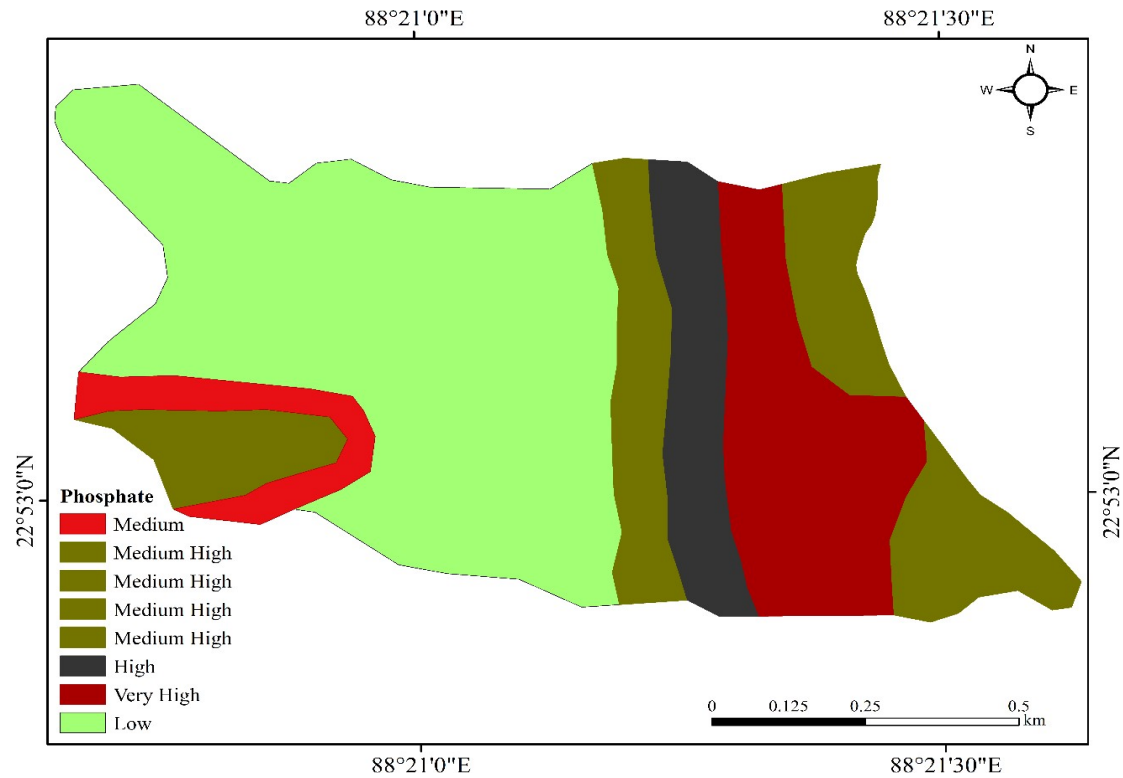 88°21'0"E
88°21'30"E
N
W
E
S
22°53'0"N
22°53'0"N
Phosphate
Medium
Medium High
Medium High
Medium High
Medium High
High
Very High
Low
0 0.125 0.25 0.5
km
88°21'0"E
88°21'30"E